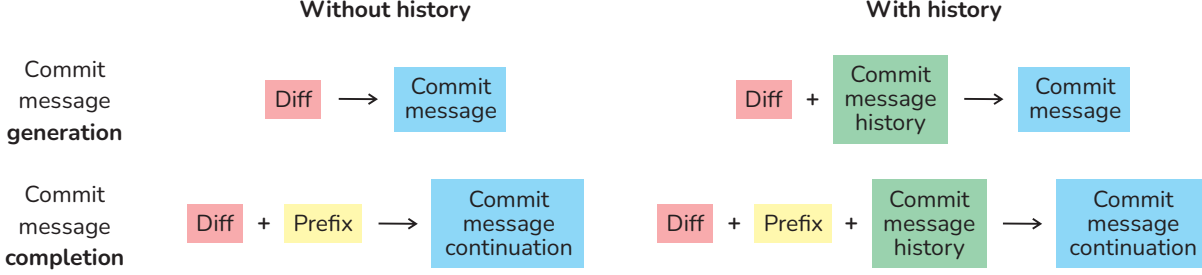 Without history
With history
Commit
message
generation
Diff → Commit
message
Diff + Commit
message
history → Commit
message
Commit
message
completion
Diff + Prefix → Commit
message
continuation
Diff + Prefix + Commit
message
history → Commit
message
continuation